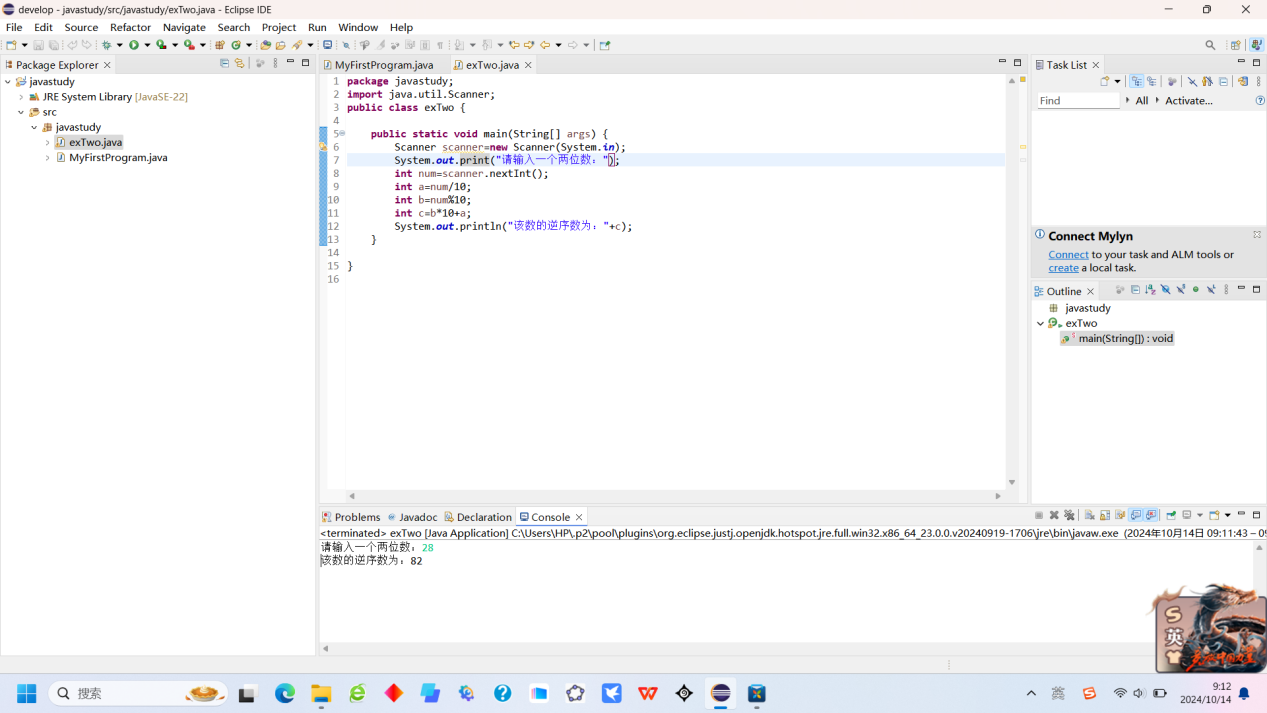 develop - javastudy/src/javastudy/exTwo.java - Eclipse IDE
File Edit Source Refactor Navigate Search Project Run Window Help
Package Explorer
javastudy
JRE System Library [JavaSE-22]
src
javastudy
exTwo.java
MyFirstProgram.java
MyFirstProgram.java exTwo.java
1 package javastudy;
2 import java.util.Scanner;
3 public class exTwo {
4
5 public static void main(String[] args) {
6 Scanner scanner=new Scanner(System.in);
7 System.out.print("请输入一个两位数：");
8 int num=scanner.nextInt();
9 int a=num/10;
10 int b=num%10;
11 int c=b*10+a;
12 System.out.println("该数的逆序数为："+c);
13 }
14
15 }
16
Task List
Find All Activate...
Connect Mylyn
Connect to your task and ALM tools or
create a local task.
Outline
javastudy
exTwo
main(String[]) : void
Problems Javadoc Declaration Console
<terminated> exTwo [Java Application] C:\Users\HP\.p2\pool\plugins\org.eclipse.justj.openjdk.hotspot.jre.full.win32.x86_64_23.0.0.v20240919-1706\jre\bin\javaw.exe (2024年10月14日 09:11:43 – 09
请输入一个两位数：28
该数的逆序数为：82
S
英
搜索
英
9:12
2024/10/14